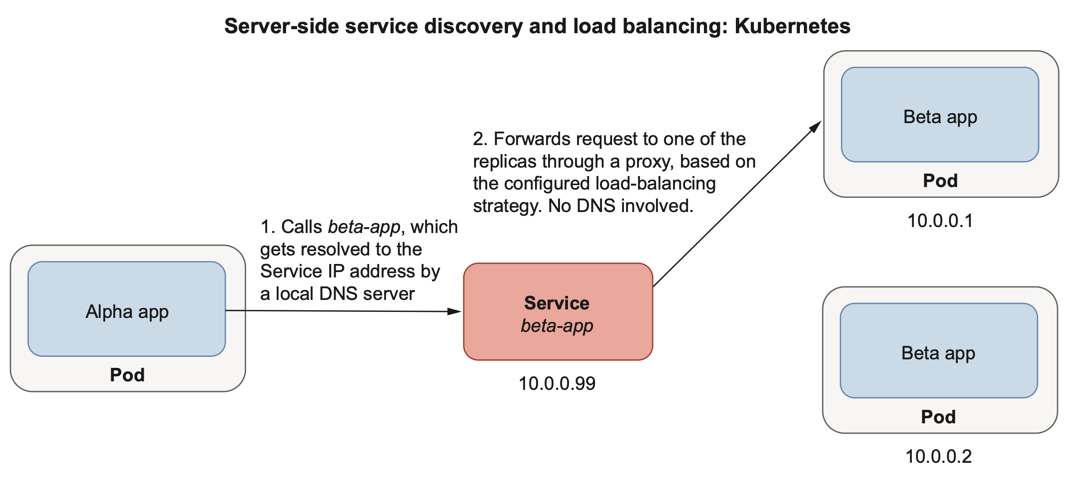 Server-side service discovery and load balancing: Kubernetes
Alpha app
Pod
1. Calls beta-app, which
gets resolved to the
Service IP address by
a local DNS server
Service
beta-app
10.0.0.99
2. Forwards request to one of the
replicas through a proxy, based on
the configured load-balancing
strategy. No DNS involved.
Beta app
Pod
10.0.0.1
Beta app
Pod
10.0.0.2